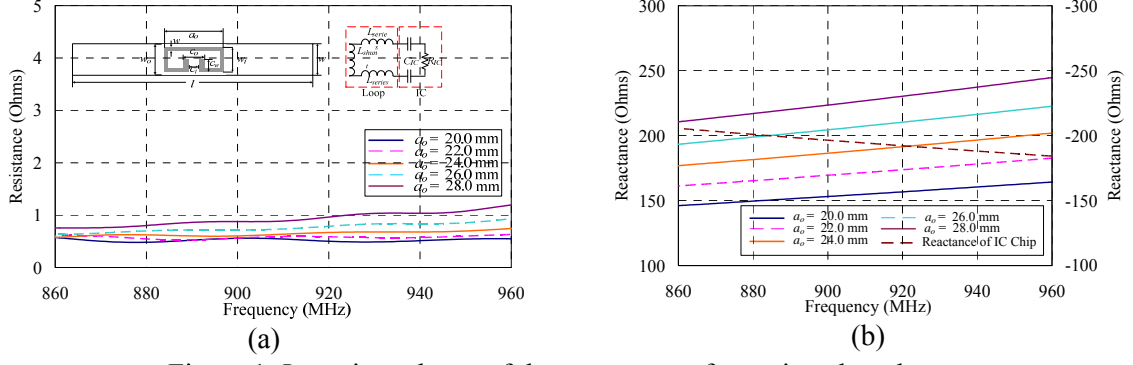 5
4
3
2
1
0
Resistance (Ohms)
a_o
w
w_o
c_o
c_w
w_i
w
c_i
l
L_serie
s
L_shun
t
L_series
C_IC
R_IC
Loop
IC
a_o = 20.0 mm
a_o = 22.0 mm
a_o = 24.0 mm
a_o = 26.0 mm
a_o = 28.0 mm
860 880 900 920 940 960
Frequency (MHz)
(a)
300
250
200
150
100
Reactance (Ohms)
-300
-250
-200
-150
-100
Reactance (Ohms)
a_o = 20.0 mm
a_o = 22.0 mm
a_o = 24.0 mm
a_o = 26.0 mm
a_o = 28.0 mm
Reactance of IC Chip
860 880 900 920 940 960
Frequency (MHz)
(b)